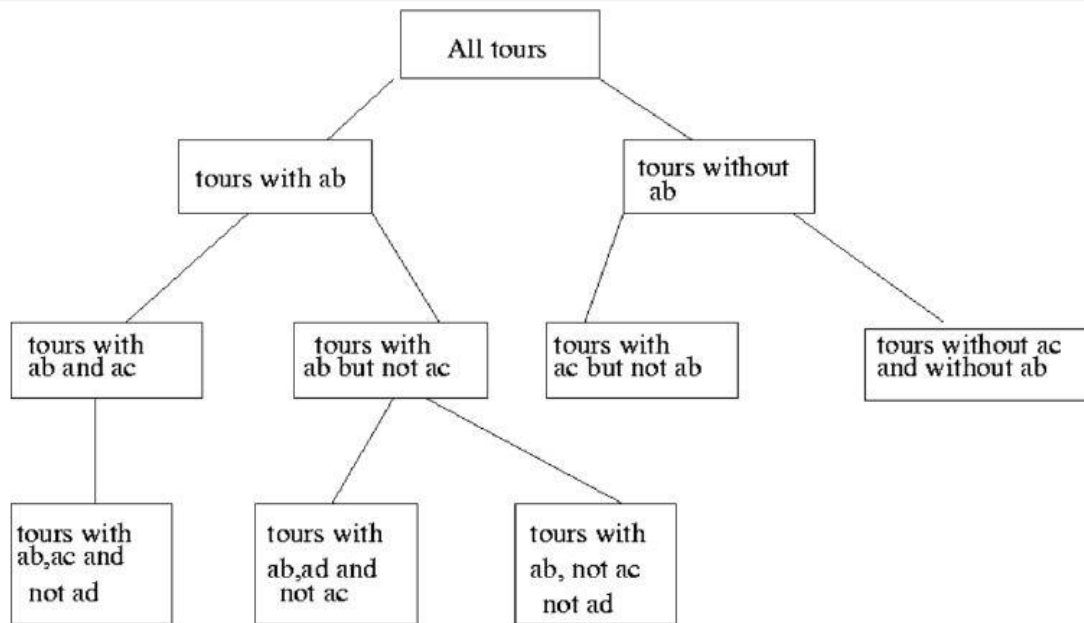 All tours
tours with ab
tours without
ab
tours with
ab and ac
tours with
ab but not ac
tours with
ac but not ab
tours without ac
and without ab
tours with
ab,ac and
not ad
tours with
ab,ad and
not ac
tours with
ab, not ac
not ad